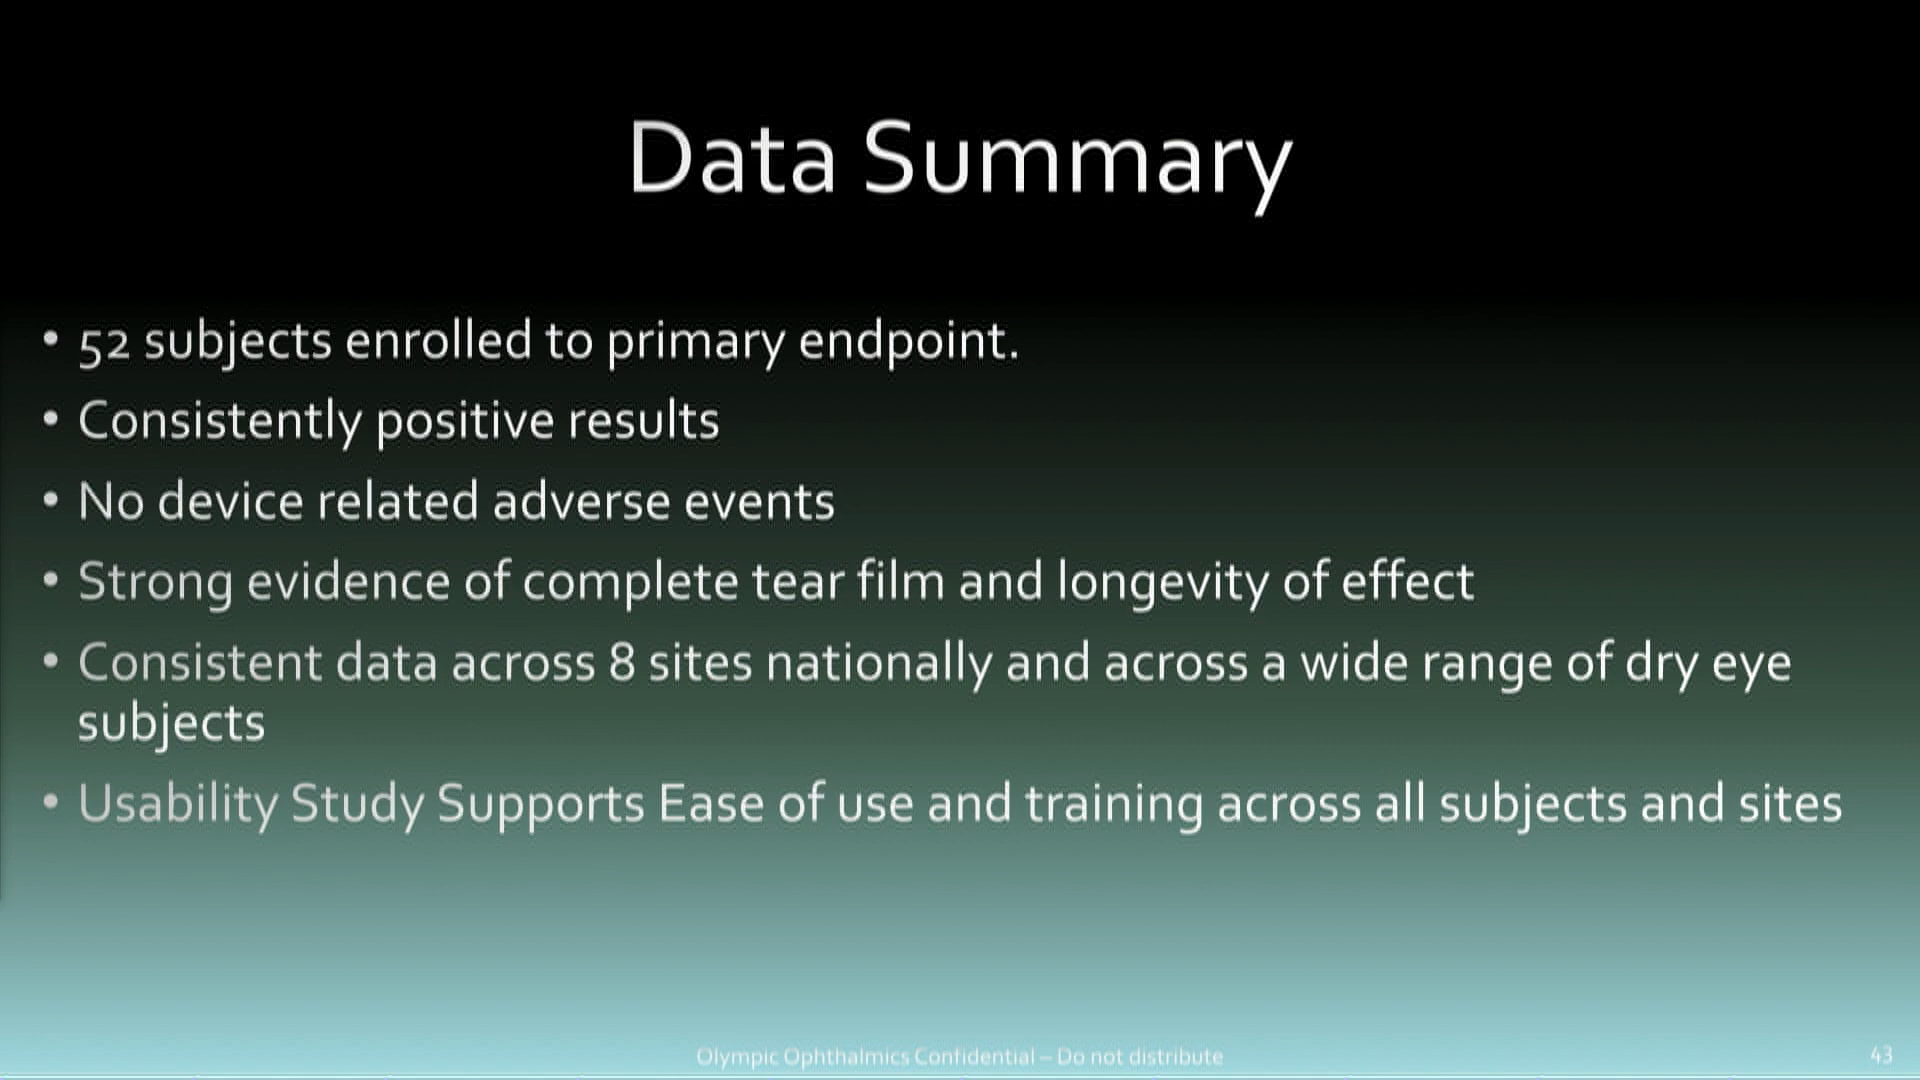 Data Summary
• 52 subjects enrolled to primary endpoint.
• Consistently positive results
• No device related adverse events
• Strong evidence of complete tear film and longevity of effect
• Consistent data across 8 sites nationally and across a wide range of dry eye
subjects
• Usability Study Supports Ease of use and training across all subjects and sites
Olympic Ophthalmics Confidential – Do not distribute
43